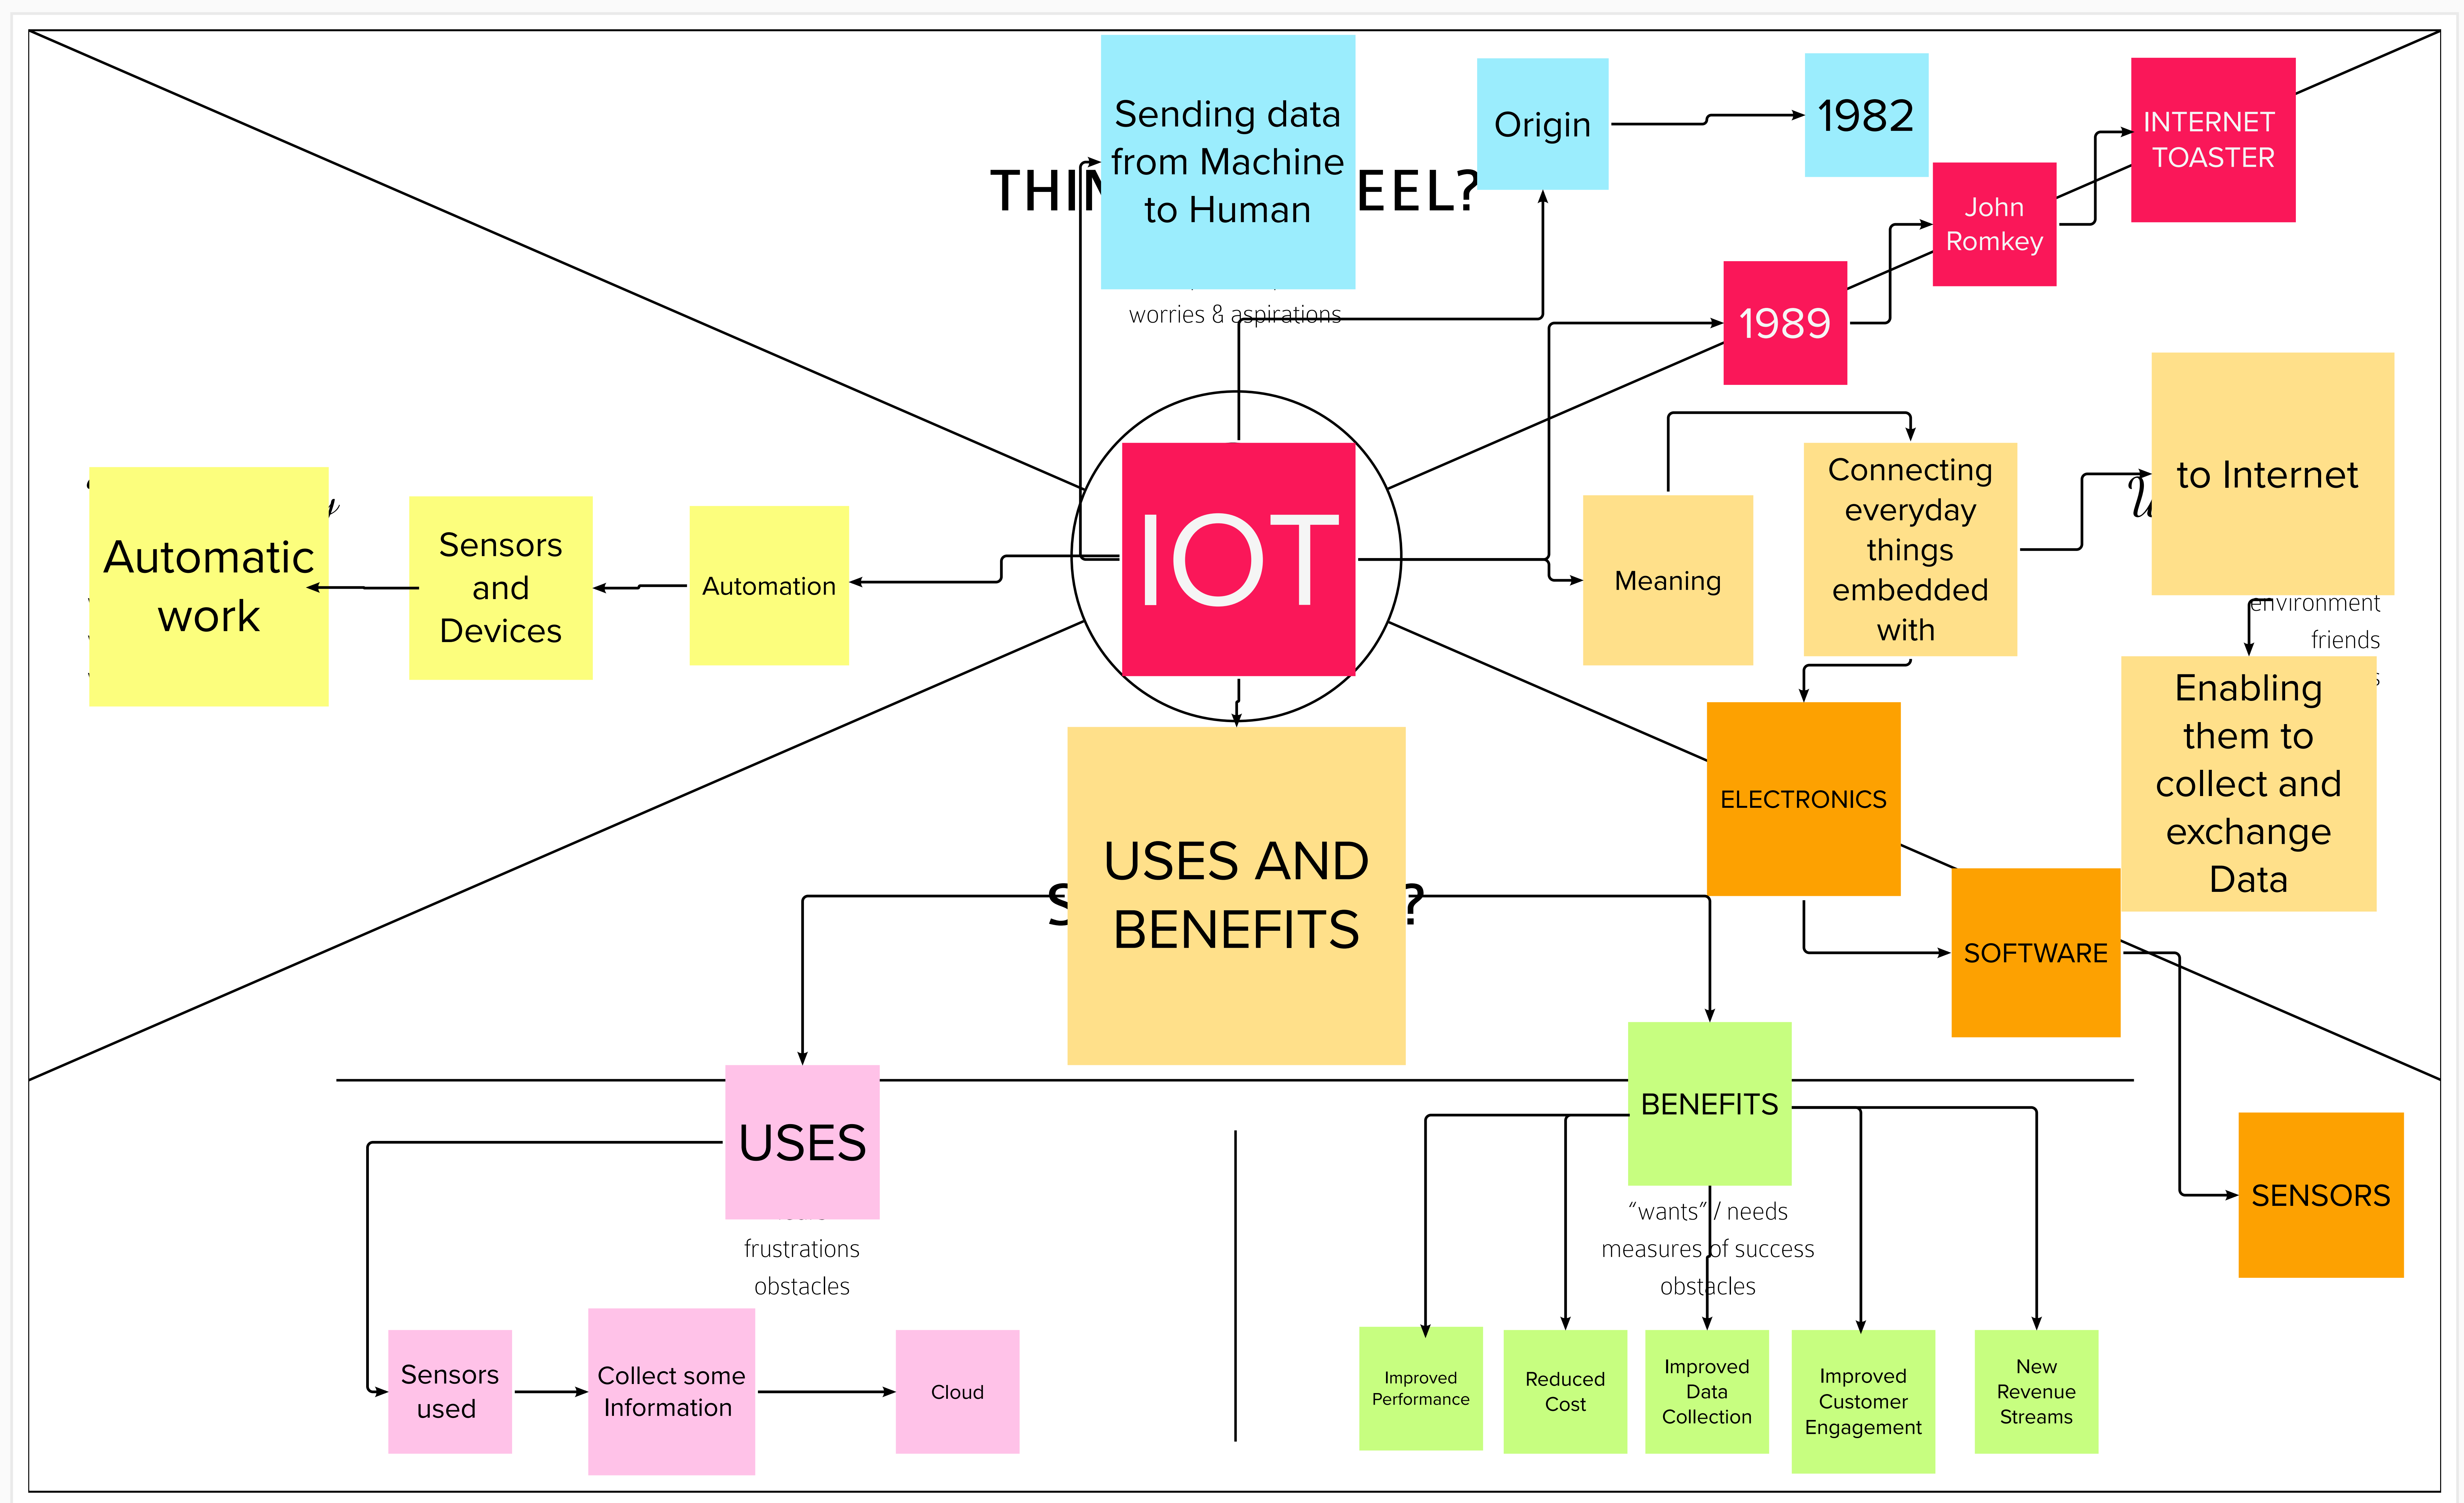 Sending data
from Machine
to Human
Origin
1982
INTERNET
TOASTER
John
Romkey
1989
EEL?
worries & aspirations
IOT
Automatic
work
Sensors
and
Devices
Automation
Meaning
Connecting
everyday
things
embedded
with
to Internet
environment
friends
Enabling
them to
collect and
exchange
Data
ELECTRONICS
SOFTWARE
SENSORS
USES AND
BENEFITS
?
USES
frustrations
obstacles
Sensors
used
Collect some
Information
Cloud
BENEFITS
“wants” / needs
measures of success
obstacles
Improved
Performance
Reduced
Cost
Improved
Data
Collection
Improved
Customer
Engagement
New
Revenue
Streams